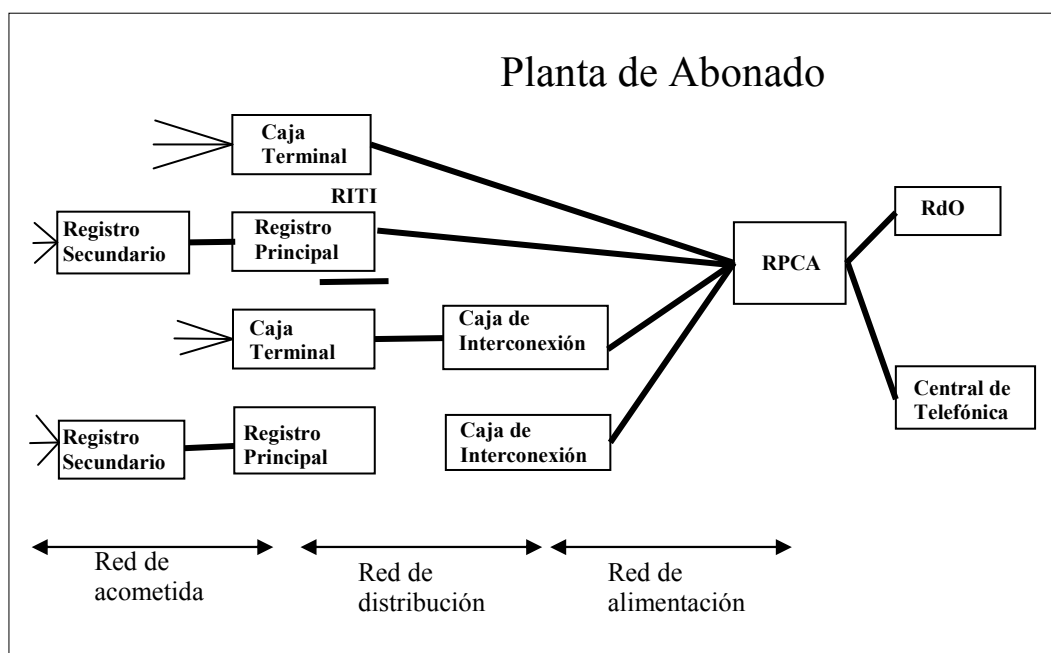 Planta de Abonado
Caja
Terminal
RITI
Registro
Secundario
Registro
Principal
RPCA
RdO
Caja
Terminal
Caja de
Interconexión
Central de
Telefónica
Registro
Secundario
Registro
Principal
Caja de
Interconexión
Red de
acometida
Red de
distribución
Red de
alimentación